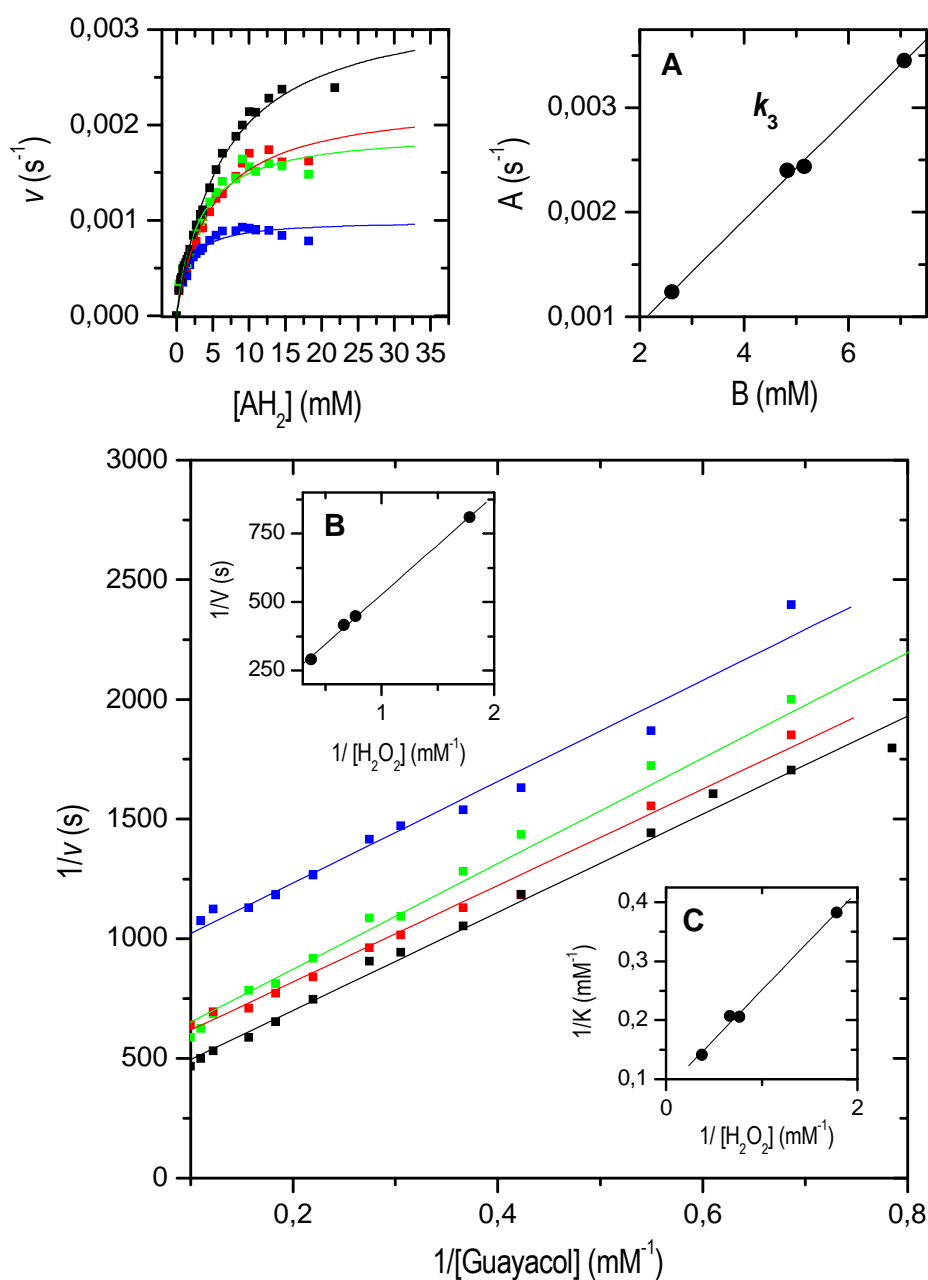 0,003
0,002
0,001
0,000
v (s⁻¹)
0 5 10 15 20 25 30 35
[AH₂] (mM)
A
k₃
0,003
0,002
0,001
A (s⁻¹)
2 4 6
B (mM)
3000
2500
2000
1500
1000
500
0
1/v (s)
0,2 0,4 0,6 0,8
1/[Guayacol] (mM⁻¹)
B
750
500
250
1/V (s)
1 2
1/ [H₂O₂] (mM⁻¹)
C
0,4
0,3
0,2
0,1
1/K (mM⁻¹)
0 2
1/ [H₂O₂] (mM⁻¹)